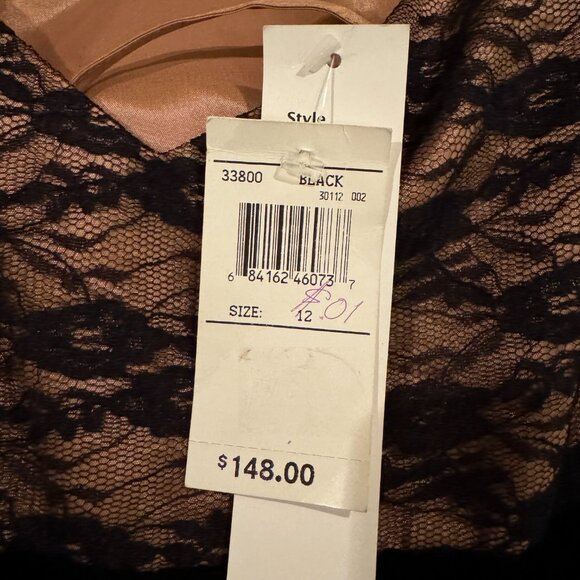 Style
33800 BLACK
30112 002
6 84162 46073 7
$.01
SIZE: 12
$148.00